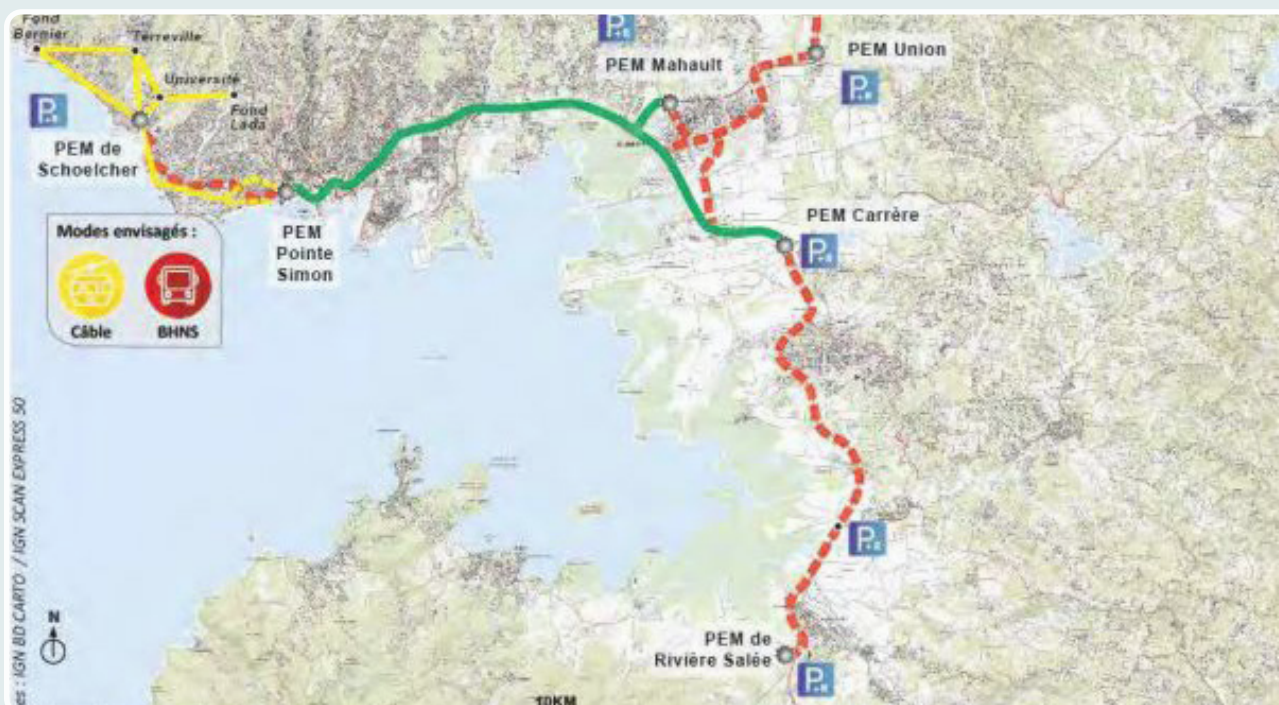 Fond
Bernier
Terreville
Université
Fond
Lada
P+R
PEM de
Schoelcher
PEM
Pointe
Simon
P+R
PEM Mahault
PEM Union
P+R
PEM Carrère
P+R
P+R
PEM de
Rivière Salée
P+R
Modes envisagés :
Câble
BHNS
N
10KM
es : IGN BD CARTO / IGN SCAN EXPRESS 50